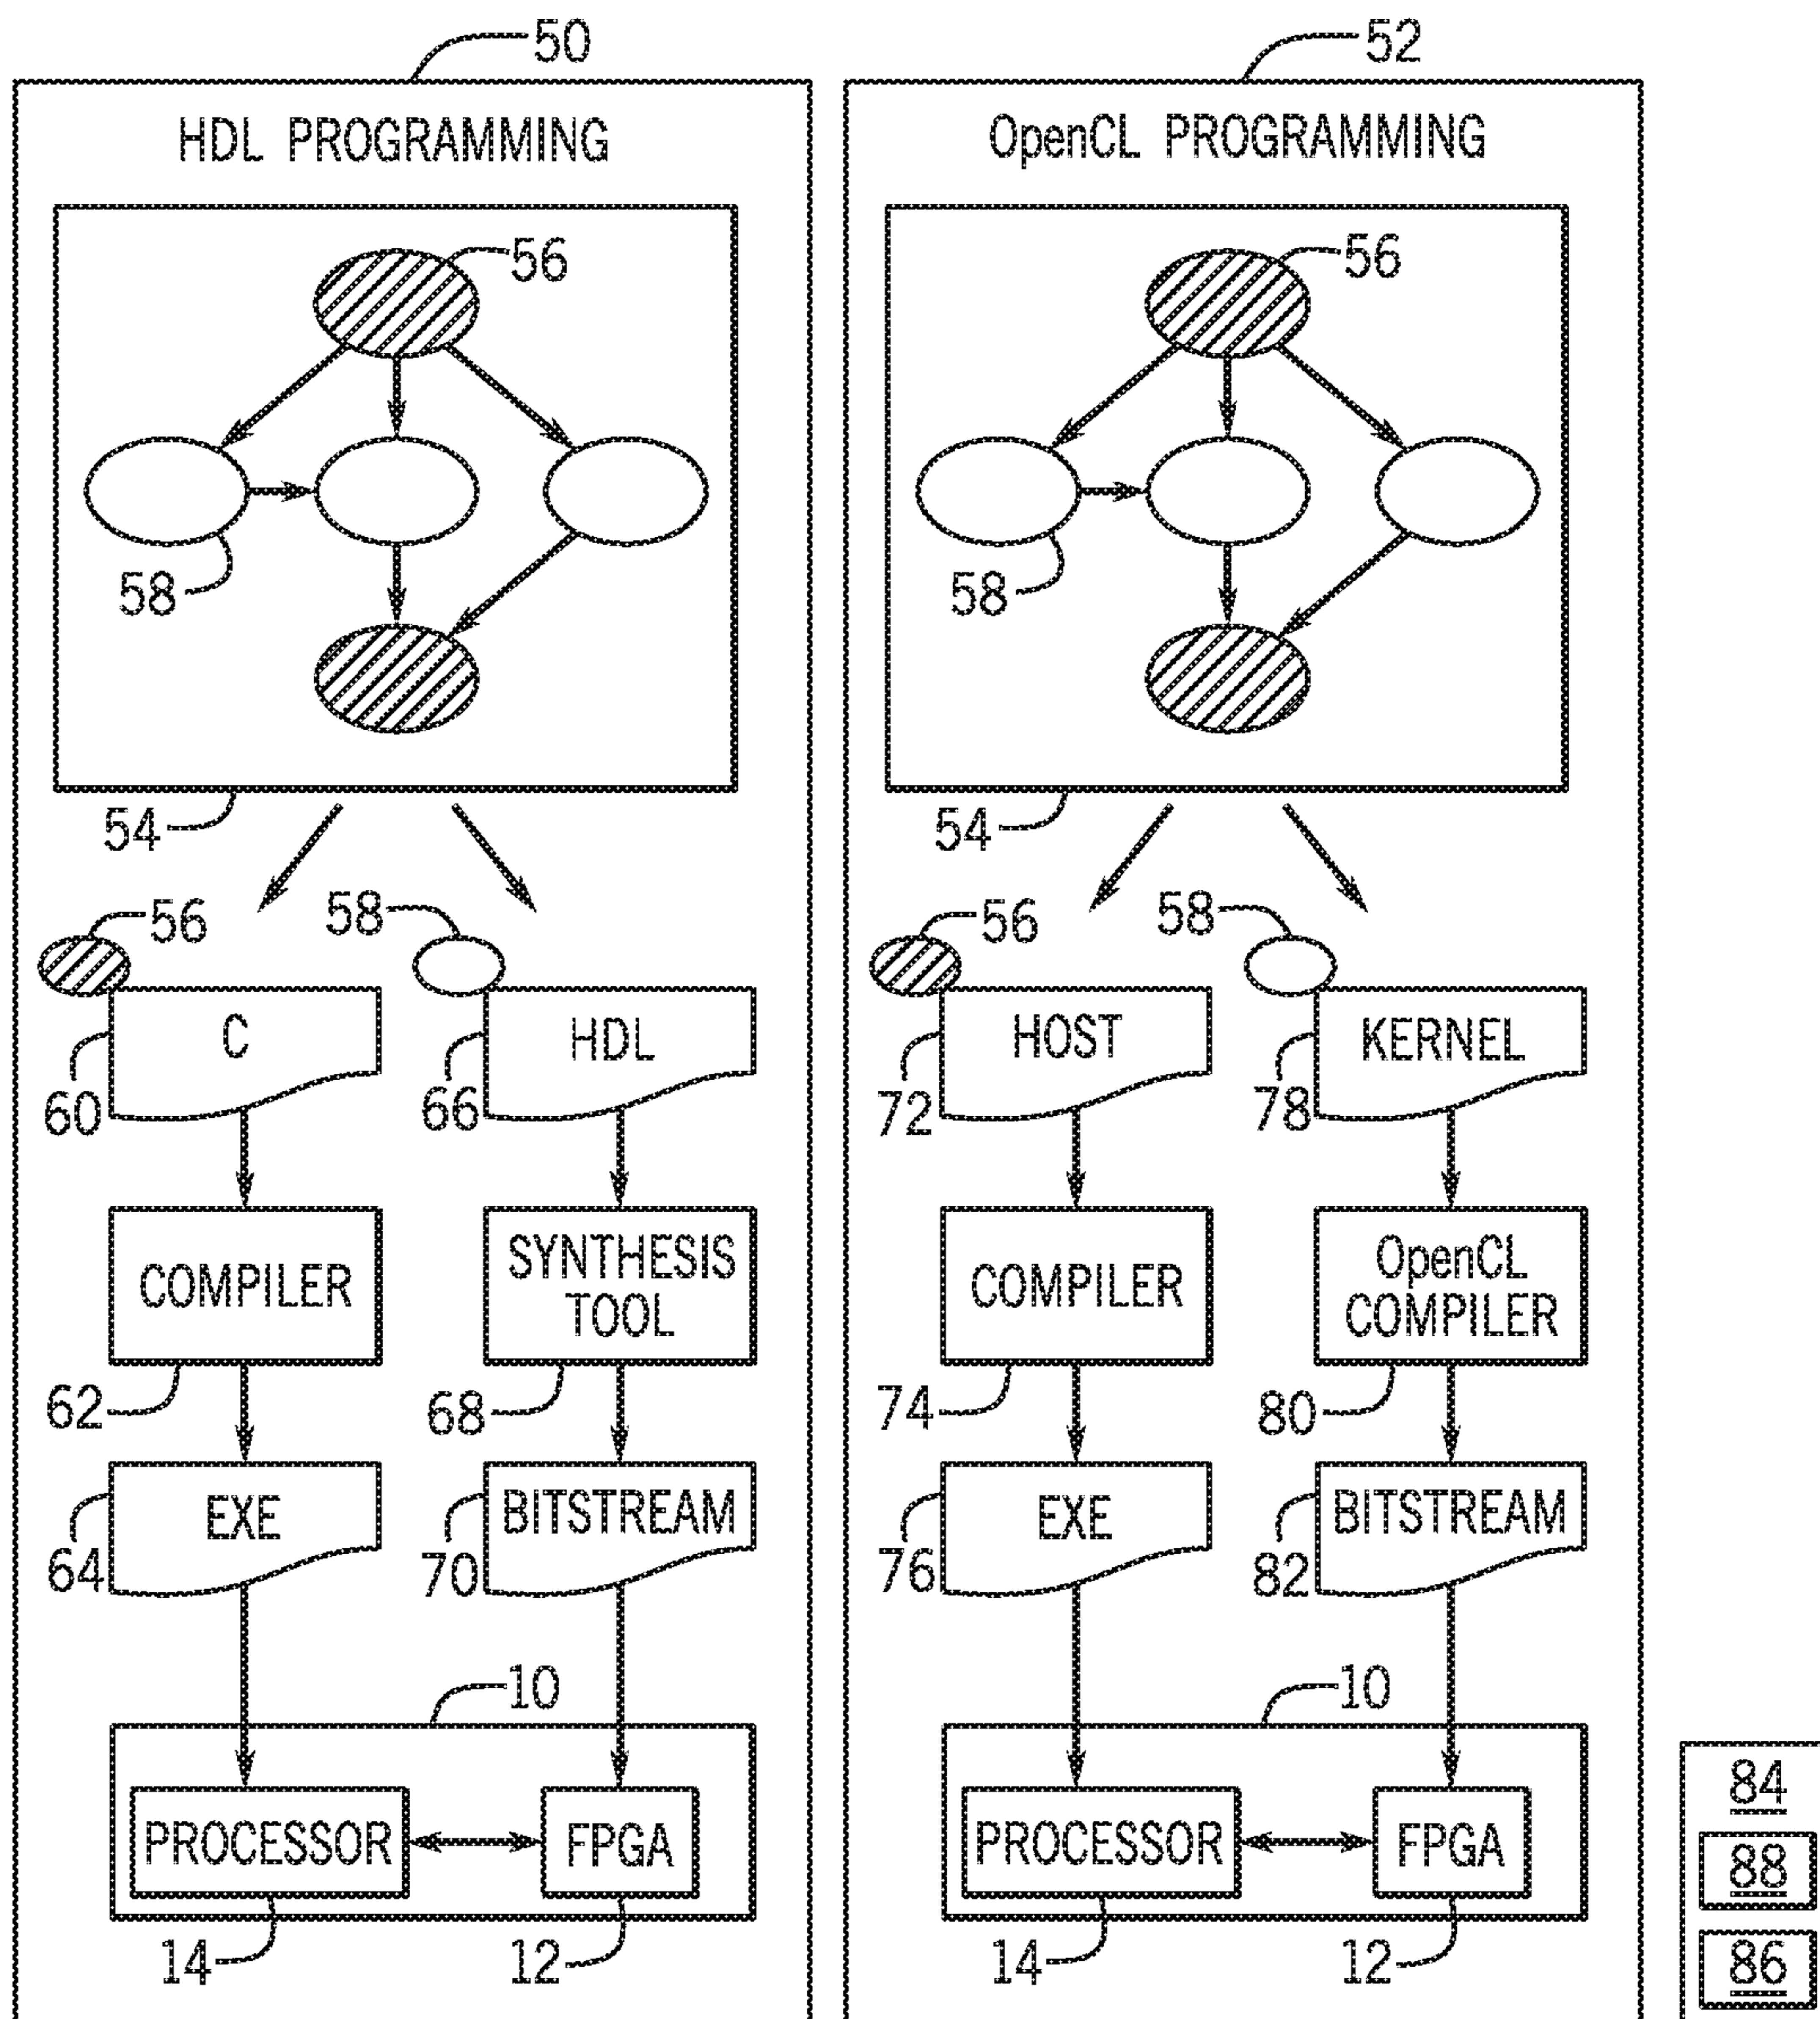 50
HDL PROGRAMMING
56
58
54
56
58
C
HDL
60
66
COMPILER
SYNTHESIS
TOOL
62
68
EXE
BITSTREAM
64
70
10
PROCESSOR
FPGA
14
12
52
OpenCL PROGRAMMING
56
58
54
56
58
HOST
KERNEL
72
78
COMPILER
OpenCL
COMPILER
74
80
EXE
BITSTREAM
76
82
10
PROCESSOR
FPGA
14
12
84
88
86